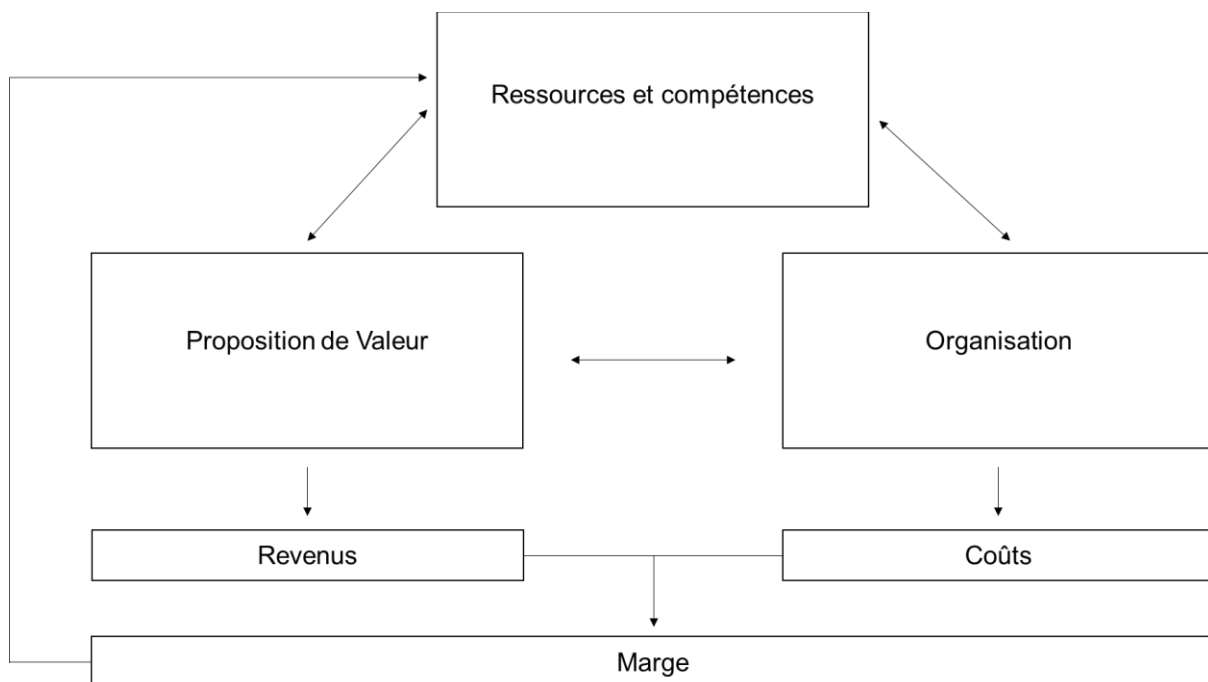 Ressources et compétences
Proposition de Valeur
Organisation
Revenus
Coûts
Marge